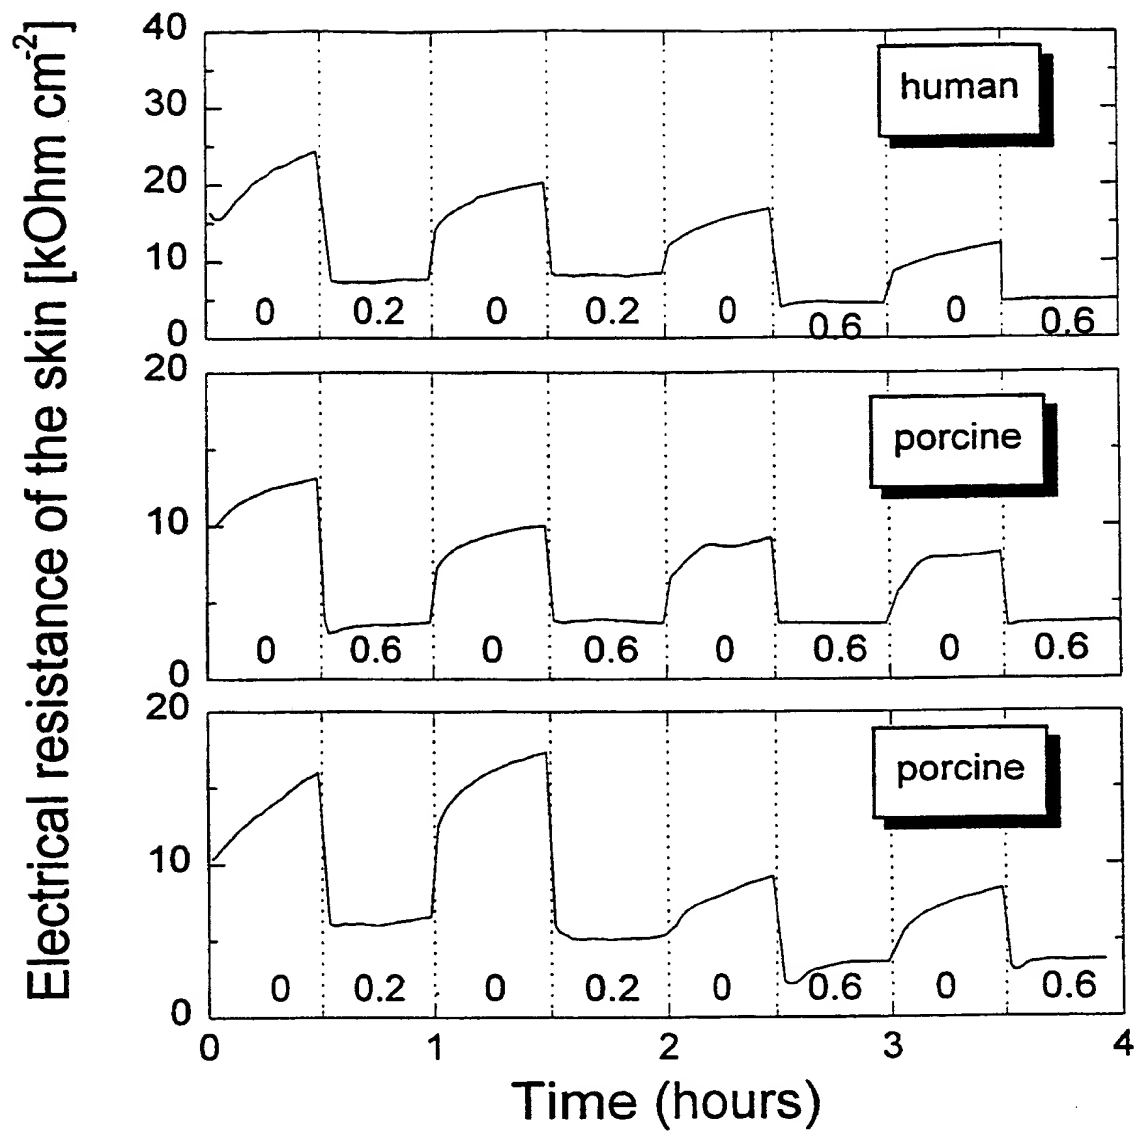 Electrical resistance of the skin [kOhm cm-2]
40
30
20
10
0
human
0 0.2 0 0.2 0 0.6 0 0.6
20
10
0
porcine
0 0.6 0 0.6 0 0.6 0 0.6
20
10
0
porcine
0 0.2 0 0.2 0 0.6 0 0.6
0 1 2 3 4
Time (hours)